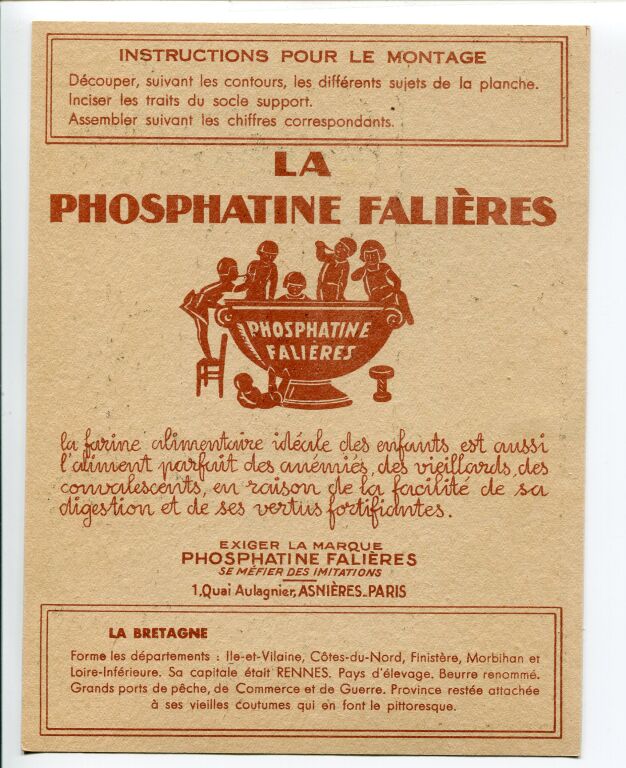 INSTRUCTIONS POUR LE MONTAGE
Découper, suivant les contours, les différents sujets de la planche.
Inciser les traits du socle support.
Assembler suivant les chiffres correspondants.
LA
PHOSPHATINE FALIÈRES
PHOSPHATINE
FALIÈRES
la farine alimentaire idéale des enfants est aussi
l'aliment parfait des anémiés, des vieillards, des
convalescents, en raison de la facilité de sa
digestion et de ses vertus fortifiantes.
EXIGER LA MARQUE
PHOSPHATINE FALIÈRES
SE MÉFIER DES IMITATIONS
1, Quai Aulagnier, ASNIÈRES.-PARIS
LA BRETAGNE
Forme les départements : Ile-et-Vilaine, Côtes-du-Nord, Finistère, Morbihan et
Loire-Inférieure. Sa capitale était RENNES. Pays d'élevage. Beurre renommé.
Grands ports de pêche, de Commerce et de Guerre. Province restée attachée
à ses vieilles coutumes qui en font le pittoresque.